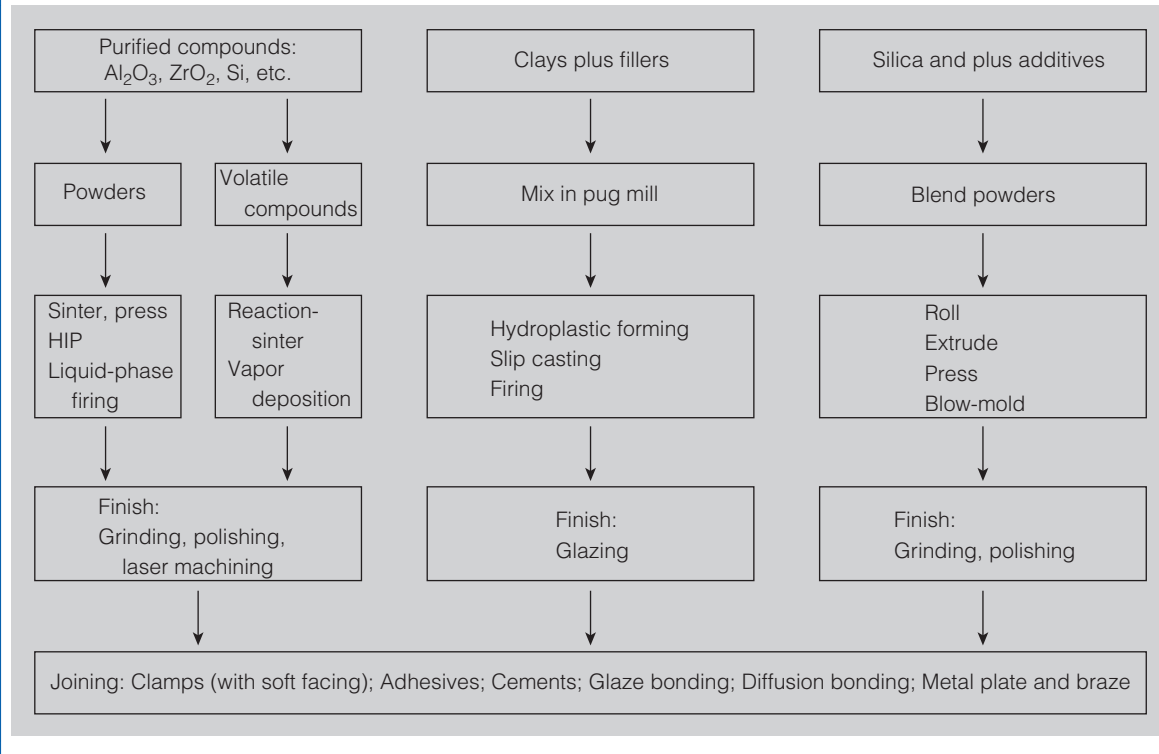 Purified compounds:
Al₂O₃, ZrO₂, Si, etc.
Clays plus fillers
Silica and plus additives
Powders
Volatile
compounds
Mix in pug mill
Blend powders
Sinter, press
HIP
Liquid-phase
firing
Reaction-
sinter
Vapor
deposition
Hydroplastic forming
Slip casting
Firing
Roll
Extrude
Press
Blow-mold
Finish:
Grinding, polishing,
laser machining
Finish:
Glazing
Finish:
Grinding, polishing
Joining: Clamps (with soft facing); Adhesives; Cements; Glaze bonding; Diffusion bonding; Metal plate and braze